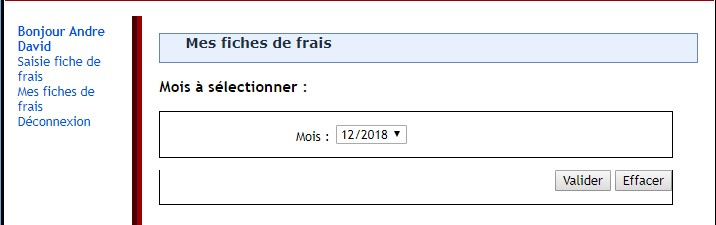 Bonjour Andre
David
Saisie fiche de
frais
Mes fiches de
frais
Déconnexion
Mes fiches de frais
Mois à sélectionner :
Mois : 12/2018
Valider Effacer